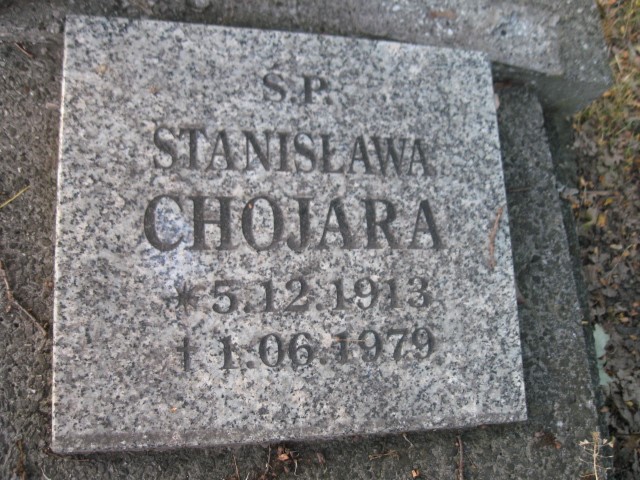 Ś.P.
STANISŁAWA
CHOJARA
* 5.12.1913
† 1.06.1979